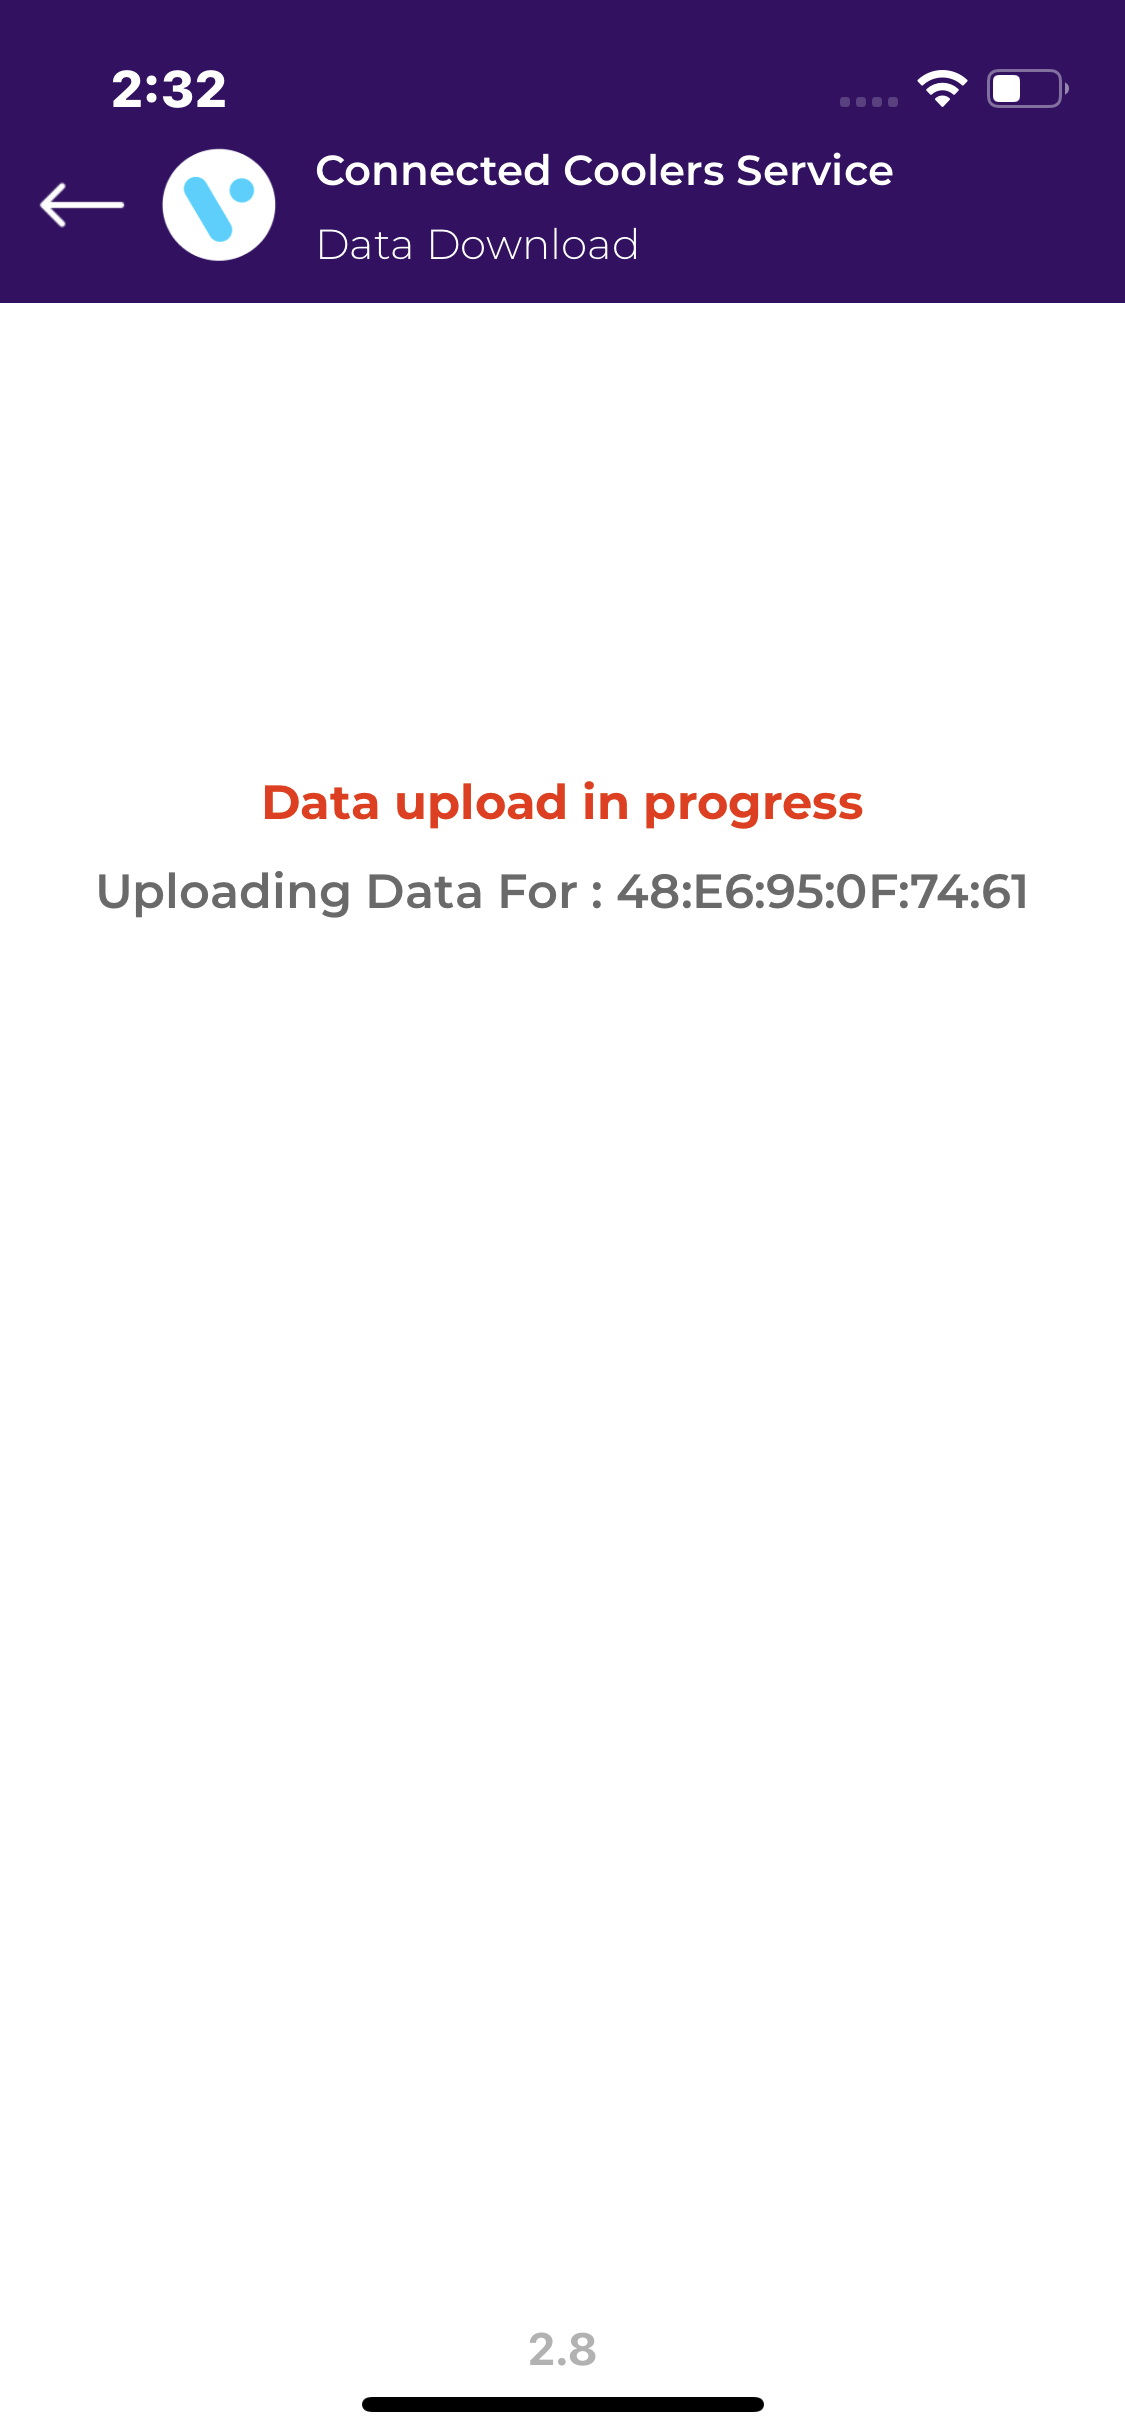 2:32
Connected Coolers Service
Data Download
Data upload in progress
Uploading Data For : 48:E6:95:0F:74:61
2.8